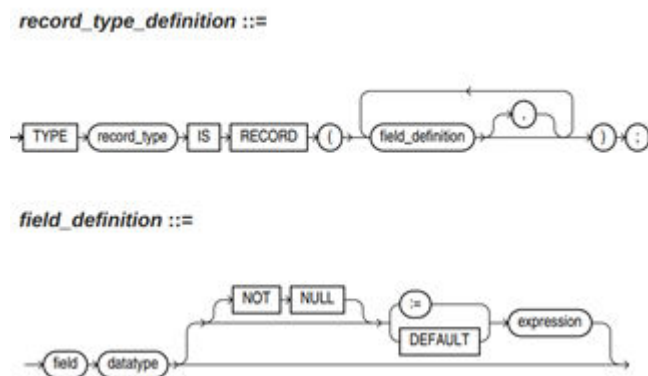 record_type_definition ::=
TYPE record_type IS RECORD ( field_definition , ) ;
field_definition ::=
NOT NULL :=
DEFAULT expression
field datatype